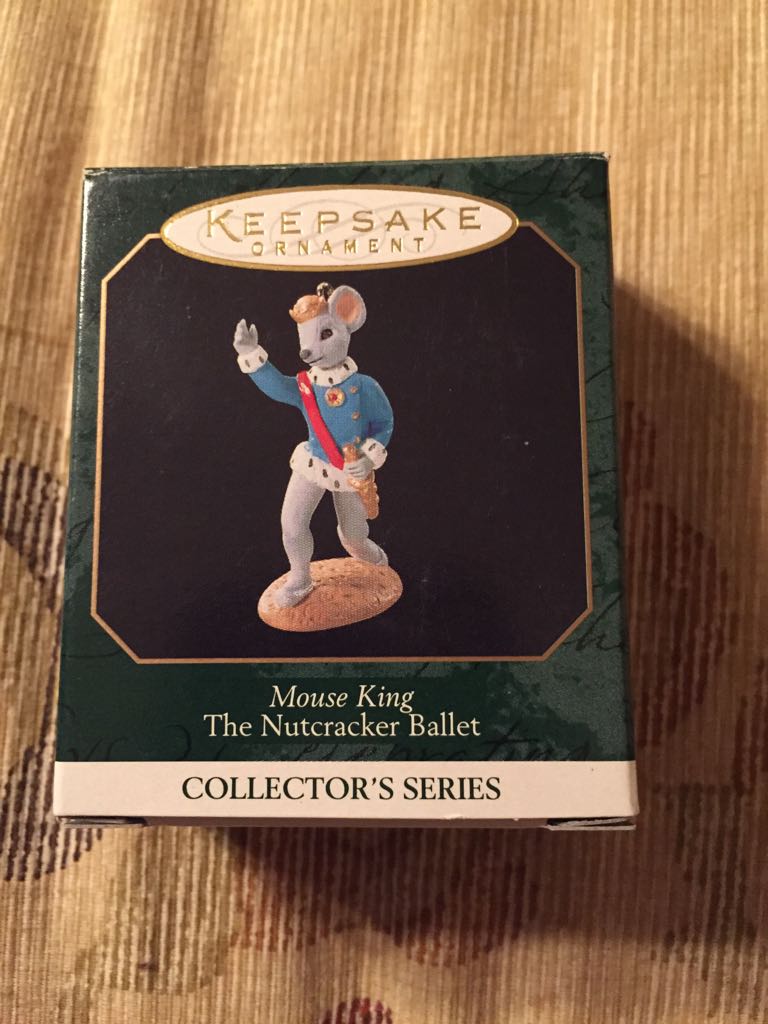 KEEPSAKE
ORNAMENT
Mouse King
The Nutcracker Ballet
COLLECTOR'S SERIES